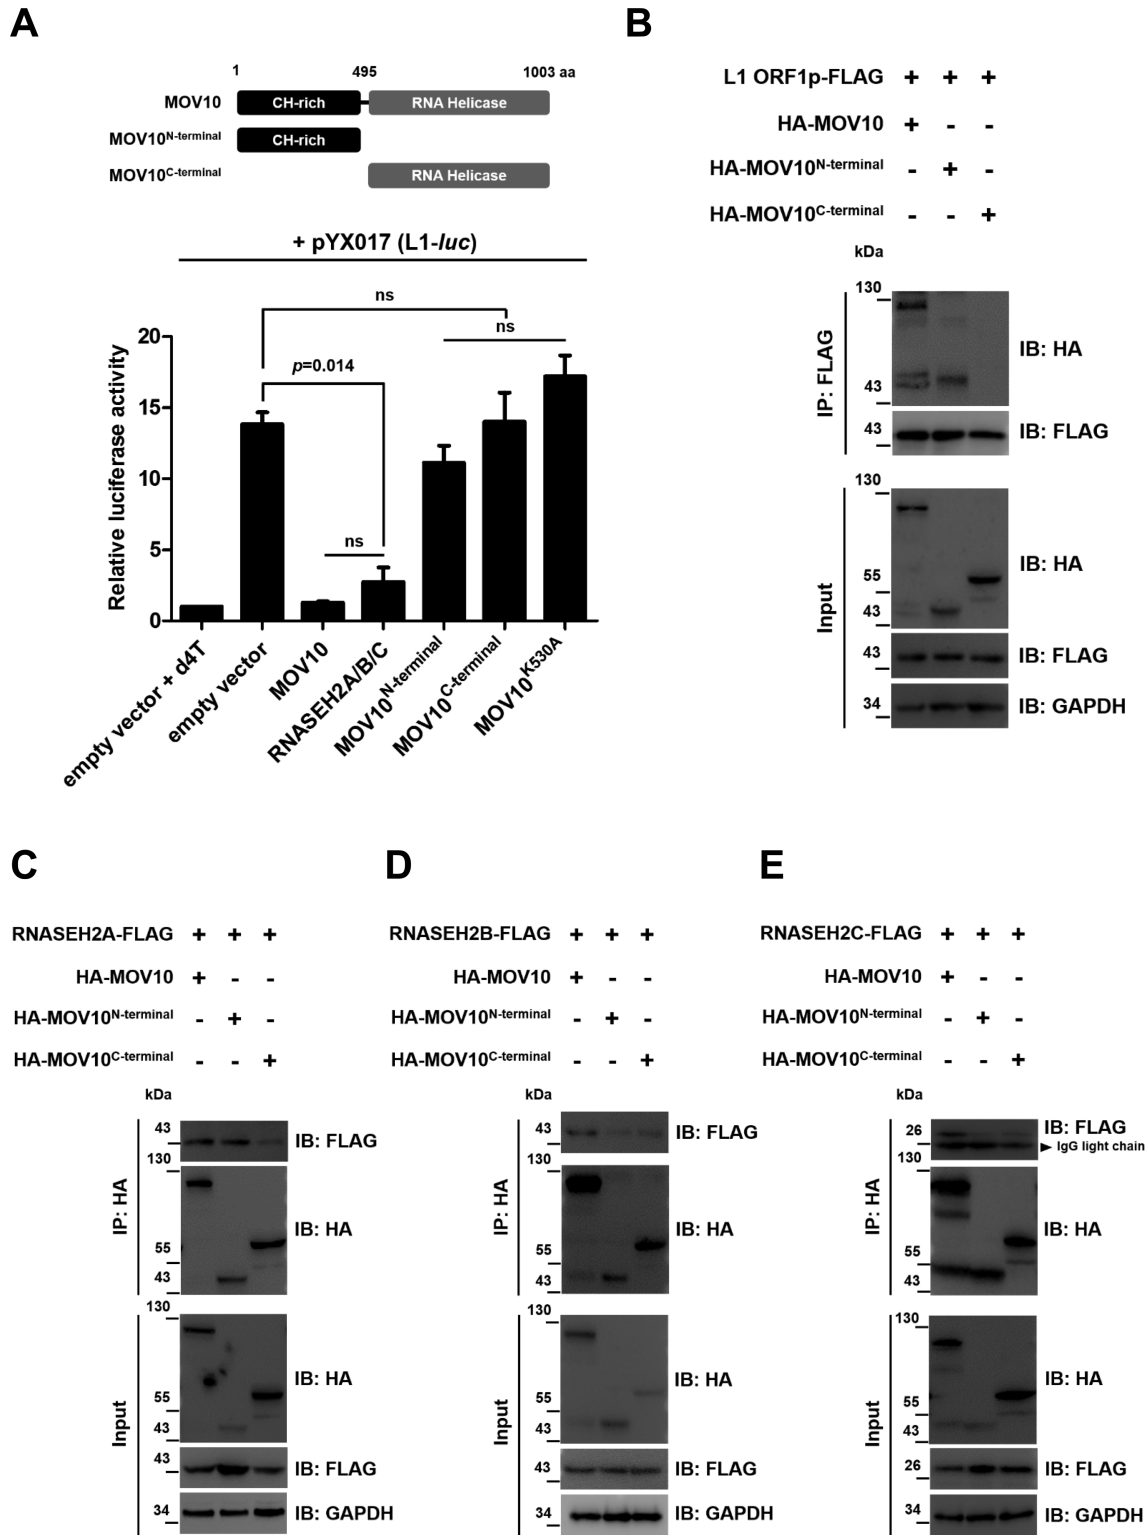 A
1 495 1003 aa
MOV10 CH-rich RNA Helicase
MOV10N-terminal CH-rich
MOV10C-terminal RNA Helicase
+ pYX017 (L1-luc)
ns
ns
p=0.014
ns
Relative luciferase activity
20
15
10
5
0
empty vector + d4T
empty vector
MOV10
RNASEH2A/B/C
MOV10N-terminal
MOV10C-terminal
MOV10K530A
B
L1 ORF1p-FLAG + + +
HA-MOV10 + - -
HA-MOV10N-terminal - + -
HA-MOV10C-terminal - - +
kDa
IP: FLAG
130
43
IB: HA
43
IB: FLAG
Input
130
55
43
IB: HA
43
IB: FLAG
34
IB: GAPDH
C
RNASEH2A-FLAG + + +
HA-MOV10 + - -
HA-MOV10N-terminal - + -
HA-MOV10C-terminal - - +
kDa
IP: HA
43
IB: FLAG
130
55
43
IB: HA
Input
130
55
43
IB: HA
43
IB: FLAG
34
IB: GAPDH
D
RNASEH2B-FLAG + + +
HA-MOV10 + - -
HA-MOV10N-terminal - + -
HA-MOV10C-terminal - - +
kDa
IP: HA
43
IB: FLAG
130
55
43
IB: HA
Input
130
55
43
IB: HA
43
IB: FLAG
34
IB: GAPDH
E
RNASEH2C-FLAG + + +
HA-MOV10 + - -
HA-MOV10N-terminal - + -
HA-MOV10C-terminal - - +
kDa
IP: HA
26
IB: FLAG
IgG light chain
130
55
43
IB: HA
Input
130
55
43
IB: HA
26
IB: FLAG
34
IB: GAPDH